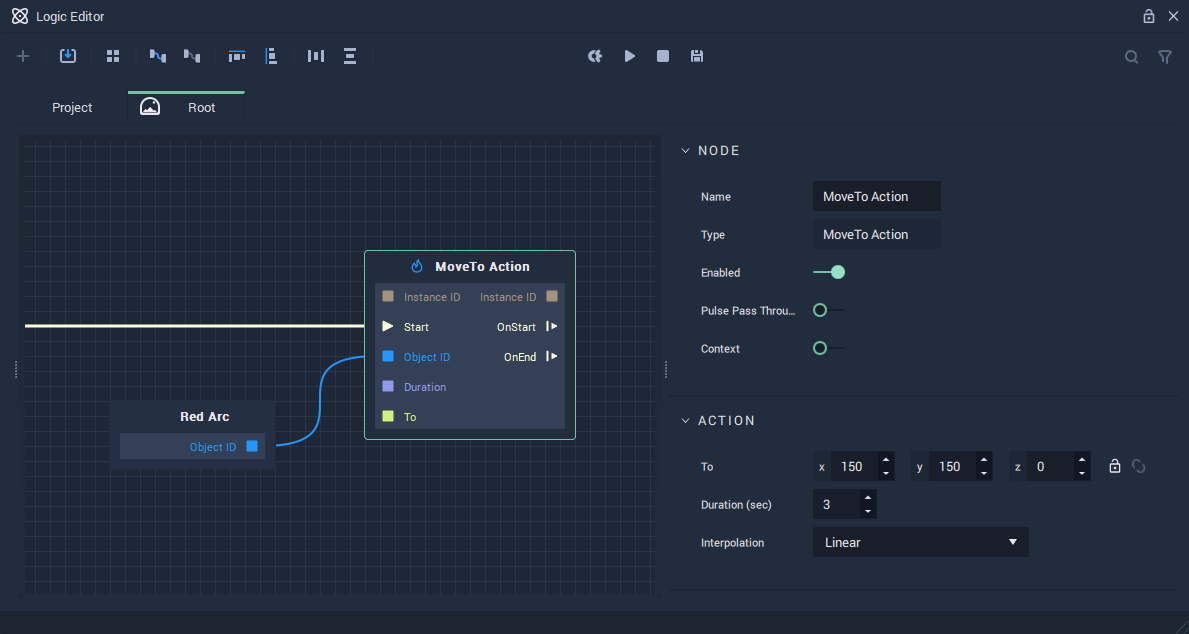 Logic Editor
Project
Root
MoveTo Action
Instance ID Instance ID
Start OnStart
Object ID OnEnd
Duration
To
Red Arc
Object ID
NODE
Name MoveTo Action
Type MoveTo Action
Enabled
Pulse Pass Throu...
Context
ACTION
To x 150 y 150 z 0
Duration (sec) 3
Interpolation Linear